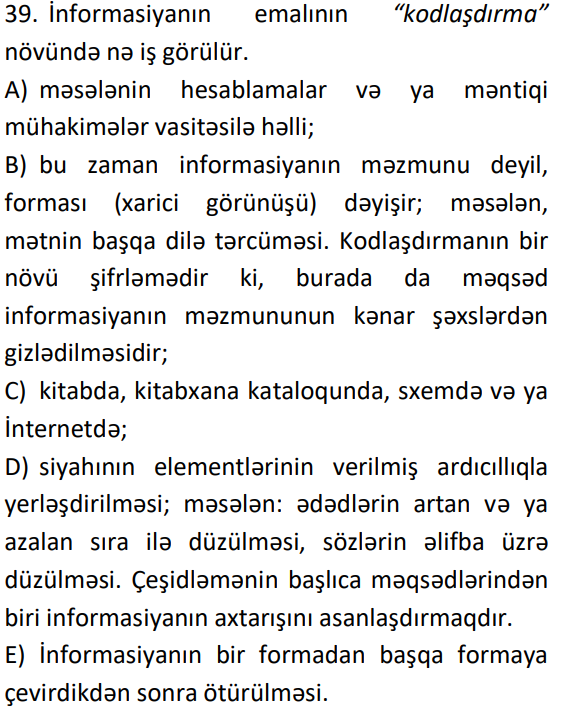 39. İnformasiyanın emalının “kodlaşdırma”
növündə nə iş görülür.
A) məsələnin hesablamalar və ya məntiqi
mühakimələr vasitəsilə həlli;
B) bu zaman informasiyanın məzmunu deyil,
forması (xarici görünüşü) dəyişir; məsələn,
mətnin başqa dilə tərcüməsi. Kodlaşdırmanın bir
növü şifrləmədir ki, burada da məqsəd
informasiyanın məzmununun kənar şəxslərdən
gizlədilməsidir;
C) kitabda, kitabxana kataloqunda, sxemdə və ya
İnternetdə;
D) siyahının elementlərinin verilmiş ardıcıllıqla
yerləşdirilməsi; məsələn: ədədlərin artan və ya
azalan sıra ilə düzülməsi, sözlərin əlifba üzrə
düzülməsi. Çeşidləmənin başlıca məqsədlərindən
biri informasiyanın axtarışını asanlaşdırmaqdır.
E) İnformasiyanın bir formadan başqa formaya
çevirdikdən sonra ötürülməsi.